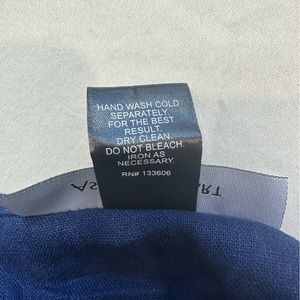 HAND WASH COLD
SEPARATELY.
FOR THE BEST
RESULT.
DRY CLEAN
DO NOT BLEACH.
IRON AS
NECESSARY.
RN# 133606